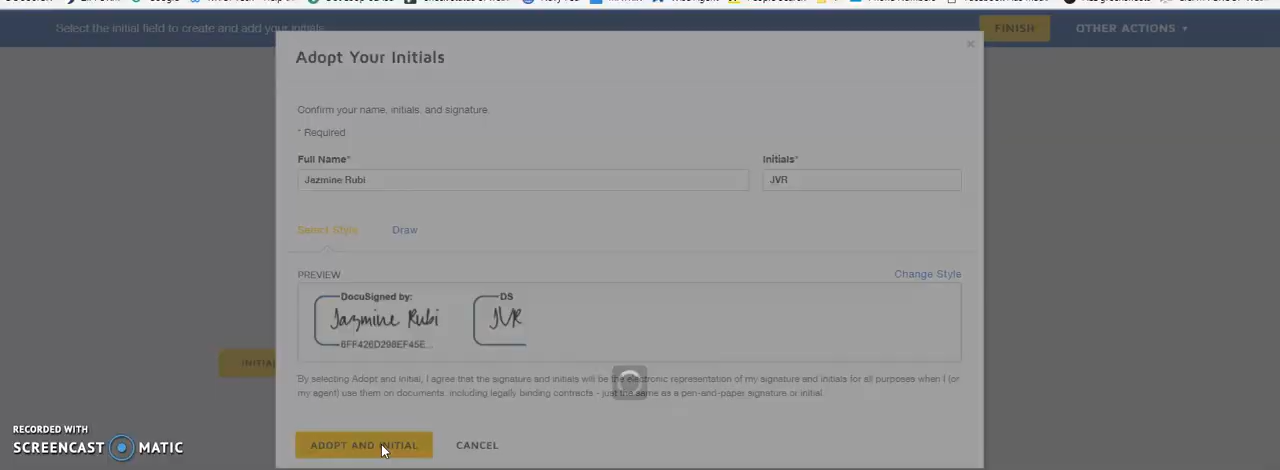 Select the initial field to create and add your initials.
FINISH
OTHER ACTIONS
Adopt Your Initials
×
Confirm your name, initials, and signature.
* Required
Full Name*
Initials*
Jazmine Rubi
JVR
Select Style
Draw
PREVIEW
Change Style
DocuSigned by:
DS
Jazmine Rubi
JVR
6FF426D298EF45E...
INITIAL
By selecting Adopt and Initial, I agree that the signature and initials will be the electronic representation of my signature and initials for all purposes when I (or
my agent) use them on documents, including legally binding contracts - just the same as a pen-and-paper signature or initial.
RECORDED WITH
SCREENCAST MATIC
ADOPT AND INITIAL
CANCEL